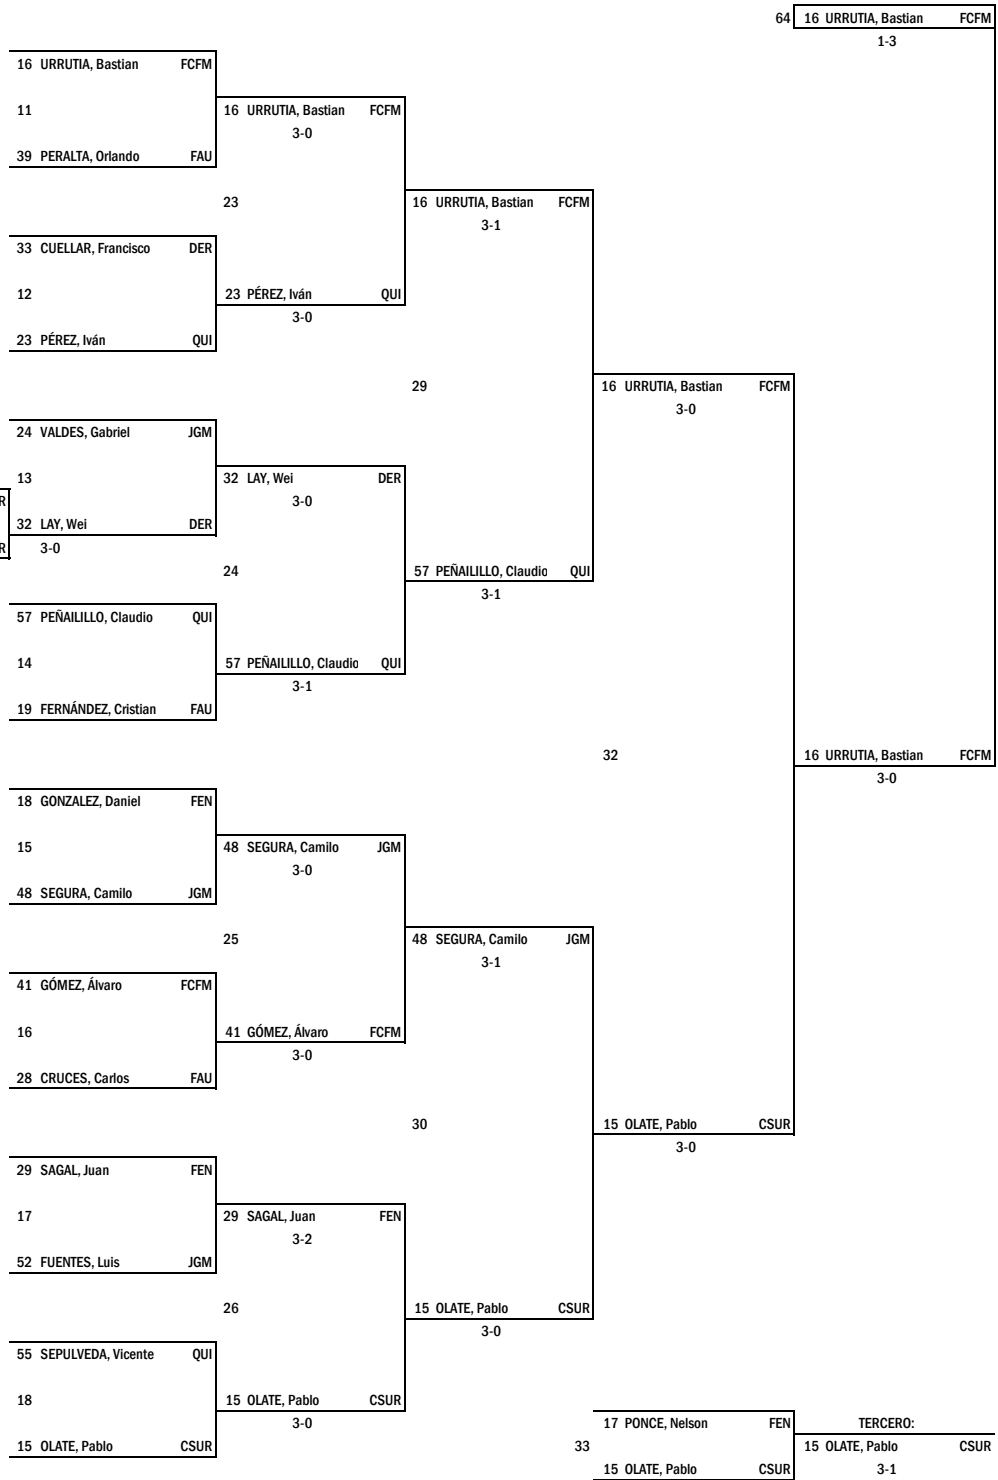 64 16 URRUTIA, Bastian FCFM
1-3
16 URRUTIA, Bastian FCFM
11 16 URRUTIA, Bastian FCFM
3-0
39 PERALTA, Orlando FAU
23 16 URRUTIA, Bastian FCFM
3-1
33 CUELLAR, Francisco DER
12 23 PÉREZ, Iván QUI
3-0
23 PÉREZ, Iván QUI
29 16 URRUTIA, Bastian FCFM
3-0
24 VALDES, Gabriel JGM
13 32 LAY, Wei DER
R 3-0
32 LAY, Wei DER
R 3-0
24 57 PEÑAILILLO, Claudio QUI
3-1
57 PEÑAILILLO, Claudio QUI
14 57 PEÑAILILLO, Claudio QUI
3-1
19 FERNÁNDEZ, Cristian FAU
32 16 URRUTIA, Bastian FCFM
3-0
18 GONZALEZ, Daniel FEN
15 48 SEGURA, Camilo JGM
3-0
48 SEGURA, Camilo JGM
25 48 SEGURA, Camilo JGM
3-1
41 GÓMEZ, Álvaro FCFM
16 41 GÓMEZ, Álvaro FCFM
3-0
28 CRUCES, Carlos FAU
30 15 OLATE, Pablo CSUR
3-0
29 SAGAL, Juan FEN
17 29 SAGAL, Juan FEN
3-2
52 FUENTES, Luis JGM
26 15 OLATE, Pablo CSUR
3-0
55 SEPULVEDA, Vicente QUI
18 15 OLATE, Pablo CSUR
3-0
17 PONCE, Nelson FEN TERCERO:
15 OLATE, Pablo CSUR 33 15 OLATE, Pablo CSUR
15 OLATE, Pablo CSUR 3-1